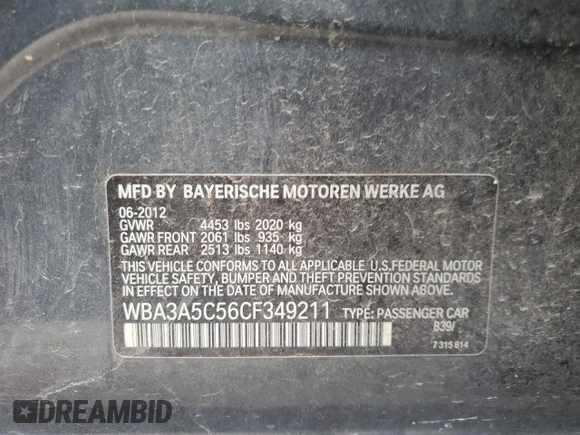 MFD BY BAYERISCHE MOTOREN WERKE AG
06-2012
GVWR 4453 lbs 2020 kg
GAWR FRONT 2061 lbs 935 kg
GAWR REAR 2513 lbs 1140 kg
THIS VEHICLE CONFORMS TO ALL APPLICABLE U.S.FEDERAL MOTOR
VEHICLE SAFETY, BUMPER AND THEFT PREVENTION STANDARDS
IN EFFECT ON THE DATE OF MANUFACTURE SHOWN ABOVE.
WBA3A5C56CF349211 TYPE: PASSENGER CAR
B39/
7315814
DREAMBID